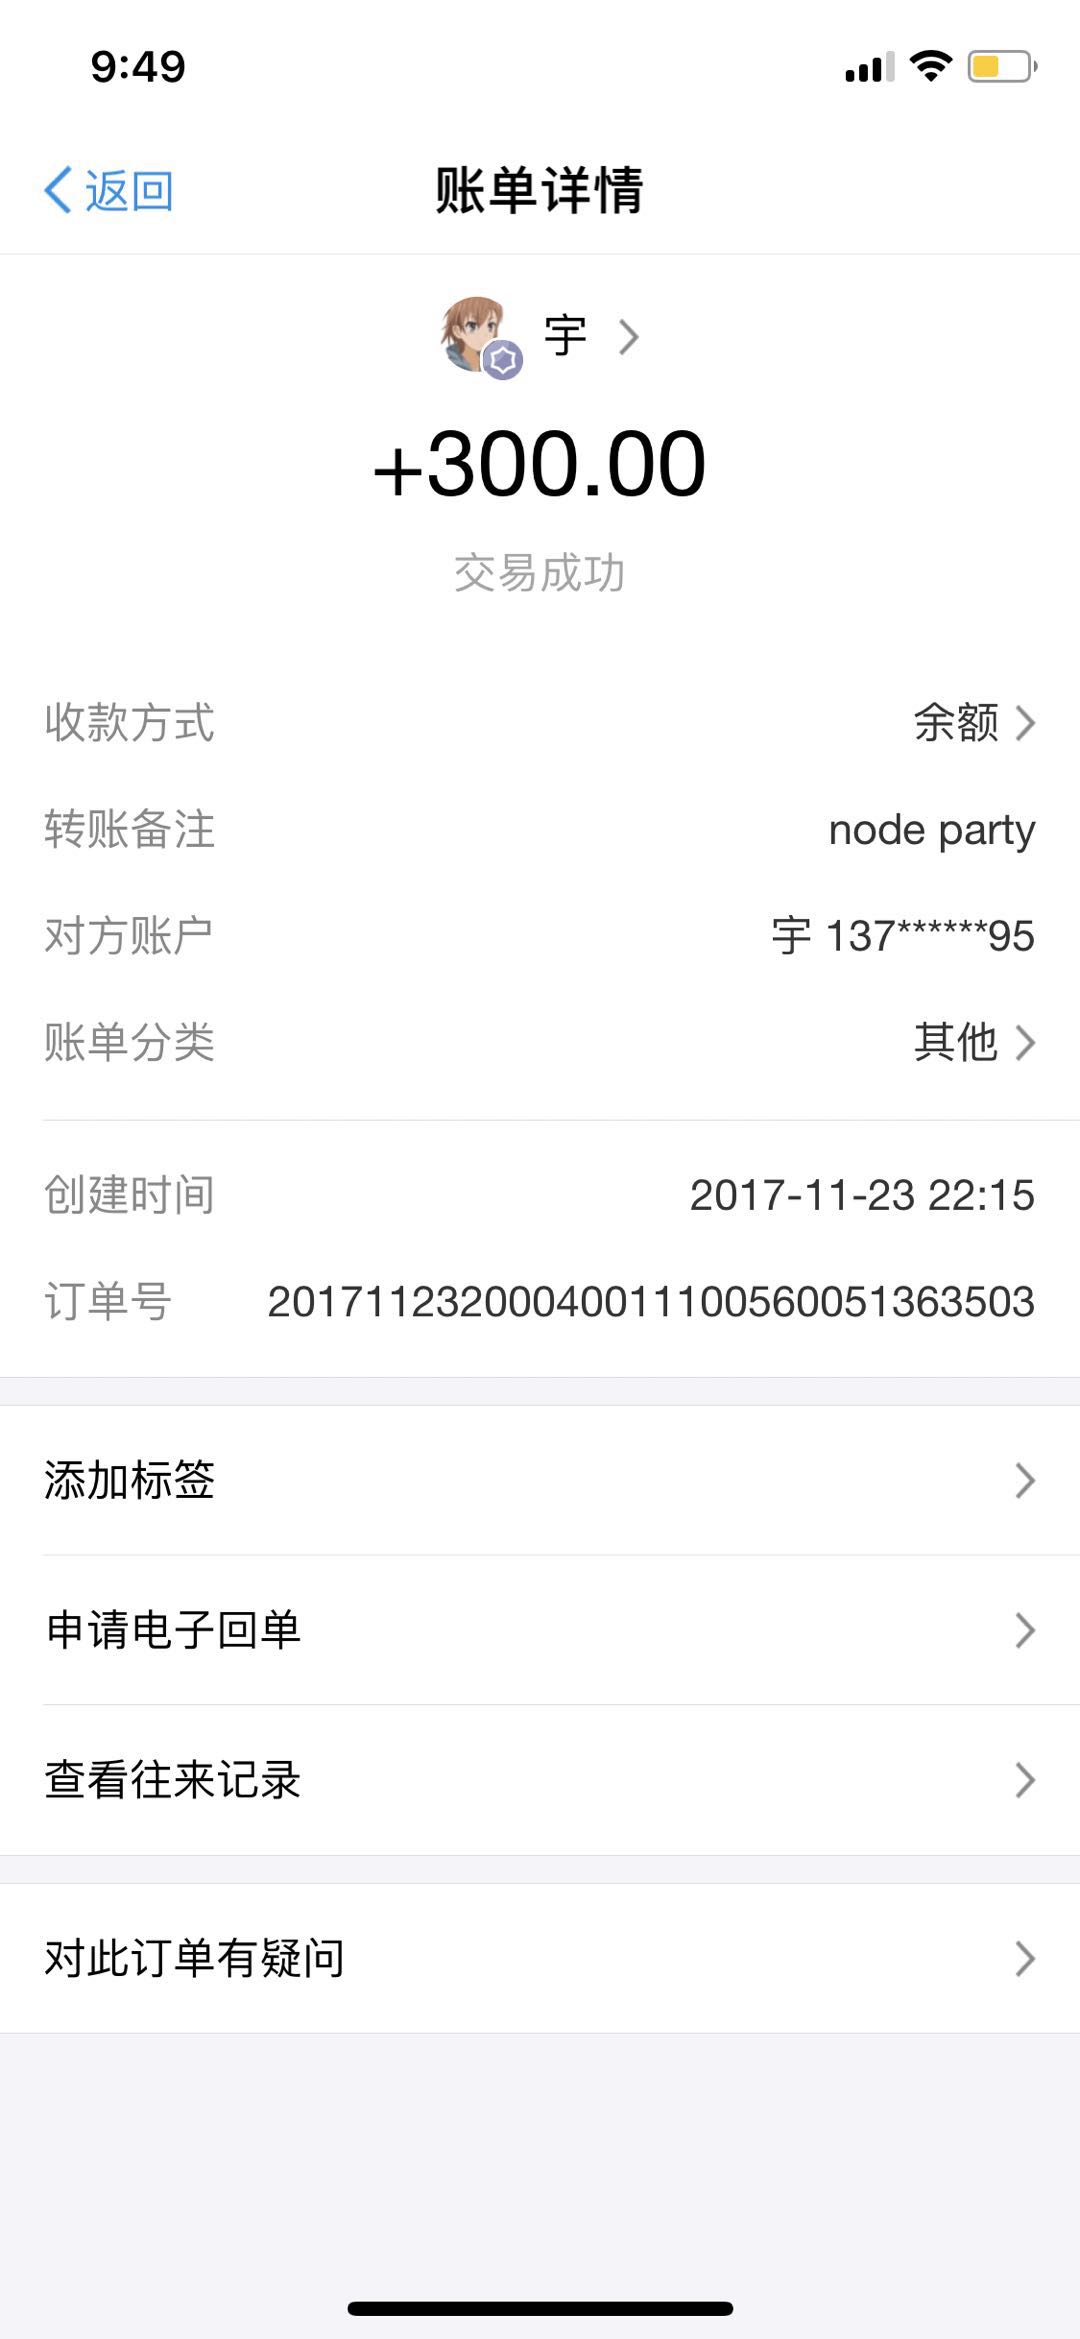 9:49
返回
账单详情
宇
+300.00
交易成功
收款方式 余额
转账备注 node party
对方账户 宇 137******95
账单分类 其他
创建时间 2017-11-23 22:15
订单号 20171123200040011100560051363503
添加标签
申请电子回单
查看往来记录
对此订单有疑问